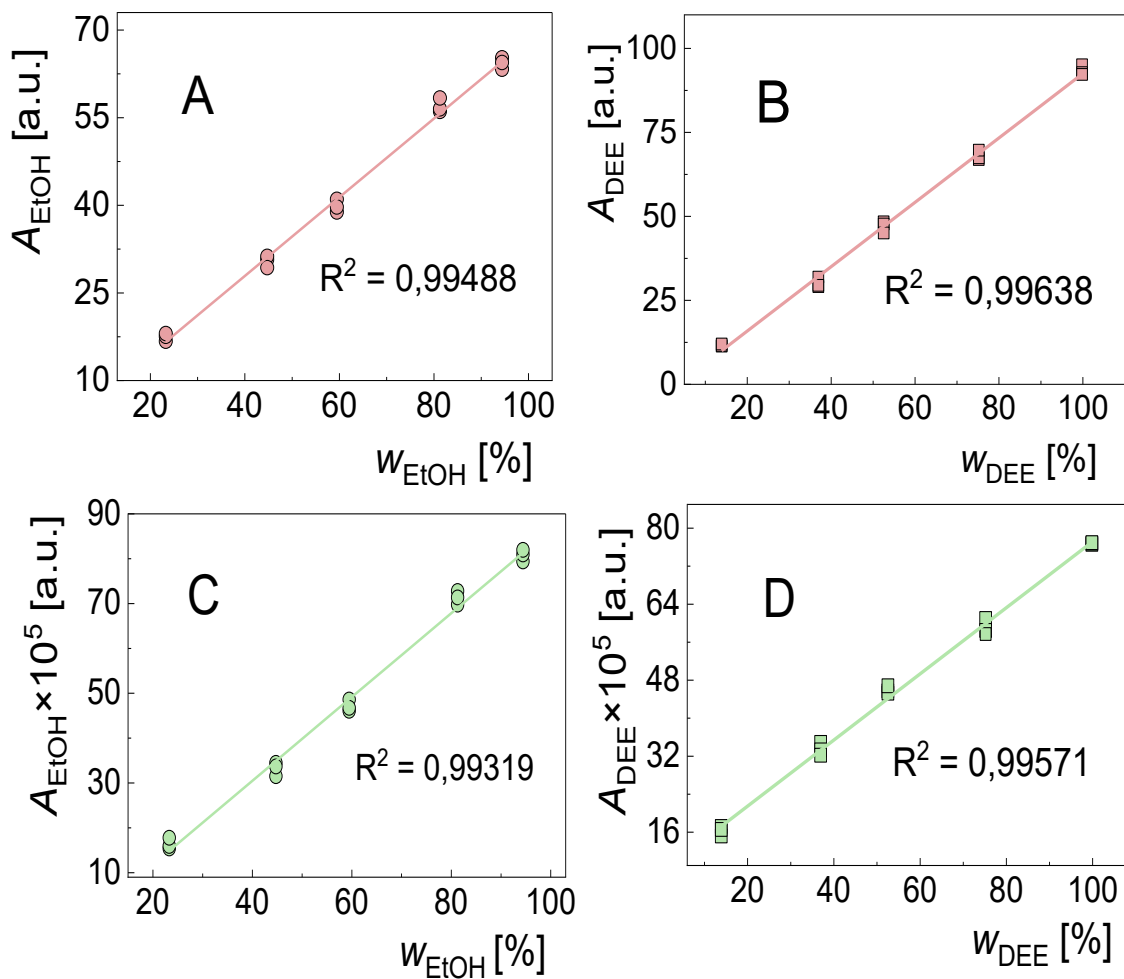 A
A_EtOH [a.u.]
70
55
40
25
10
R² = 0,99488
20 40 60 80 100
w_EtOH [%]
B
A_DEE [a.u.]
100
75
50
25
0
R² = 0,99638
20 40 60 80 100
w_DEE [%]
C
A_EtOH×10⁵ [a.u.]
90
70
50
30
10
R² = 0,99319
20 40 60 80 100
w_EtOH [%]
D
A_DEE×10⁵ [a.u.]
80
64
48
32
16
R² = 0,99571
20 40 60 80 100
w_DEE [%]